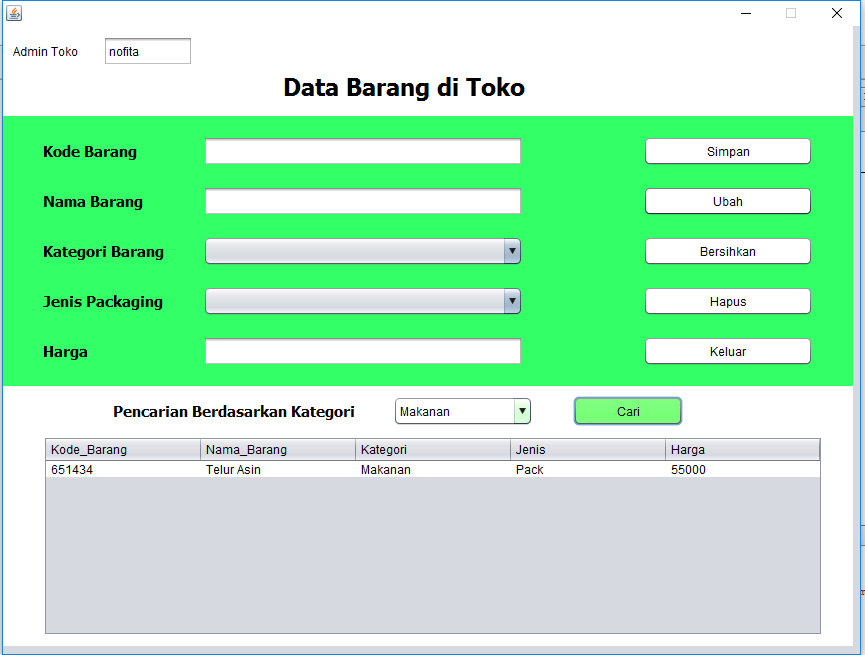 Admin Toko nofita
Data Barang di Toko
Kode Barang Simpan
Nama Barang Ubah
Kategori Barang Bersihkan
Jenis Packaging Hapus
Harga Keluar
Pencarian Berdasarkan Kategori Makanan Cari
Kode_Barang Nama_Barang Kategori Jenis Harga
651434 Telur Asin Makanan Pack 55000